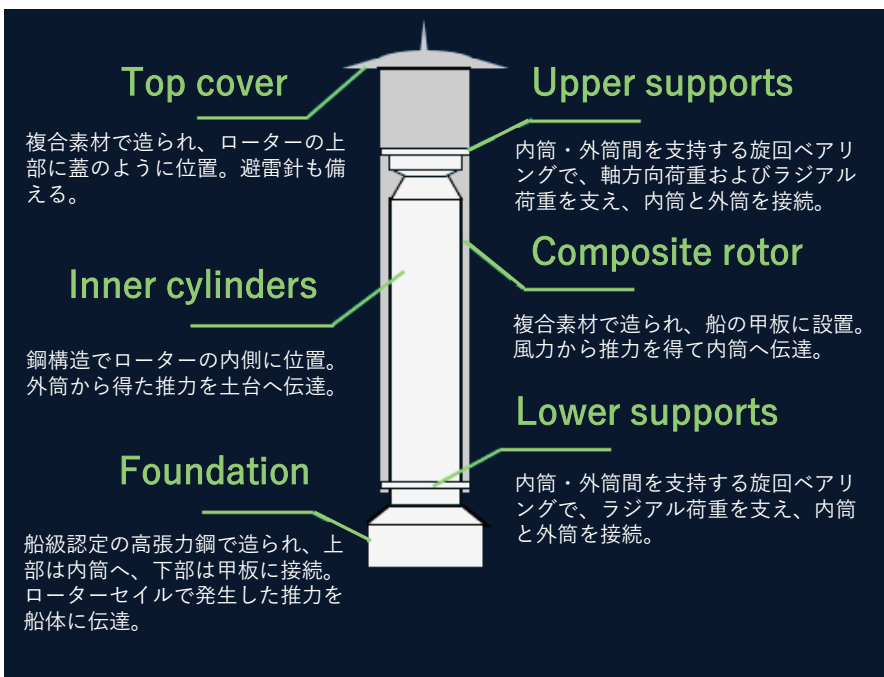 Top cover
複合素材で造られ、ローターの上
部に蓋のように位置。避雷針も備
える。
Upper supports
内筒・外筒間を支持する旋回ベアリ
ングで、軸方向荷重およびラジアル
荷重を支え、内筒と外筒を接続。
Inner cylinders
鋼構造でローターの内側に位置。
外筒から得た推力を土台へ伝達。
Composite rotor
複合素材で造られ、船の甲板に設置。
風力から推力を得て内筒へ伝達。
Foundation
船級認定の高張力鋼で造られ、上
部は内筒へ、下部は甲板に接続。
ローターセイルで発生した推力を
船体に伝達。
Lower supports
内筒・外筒間を支持する旋回ベアリ
ングで、ラジアル荷重を支え、内筒
と外筒を接続。